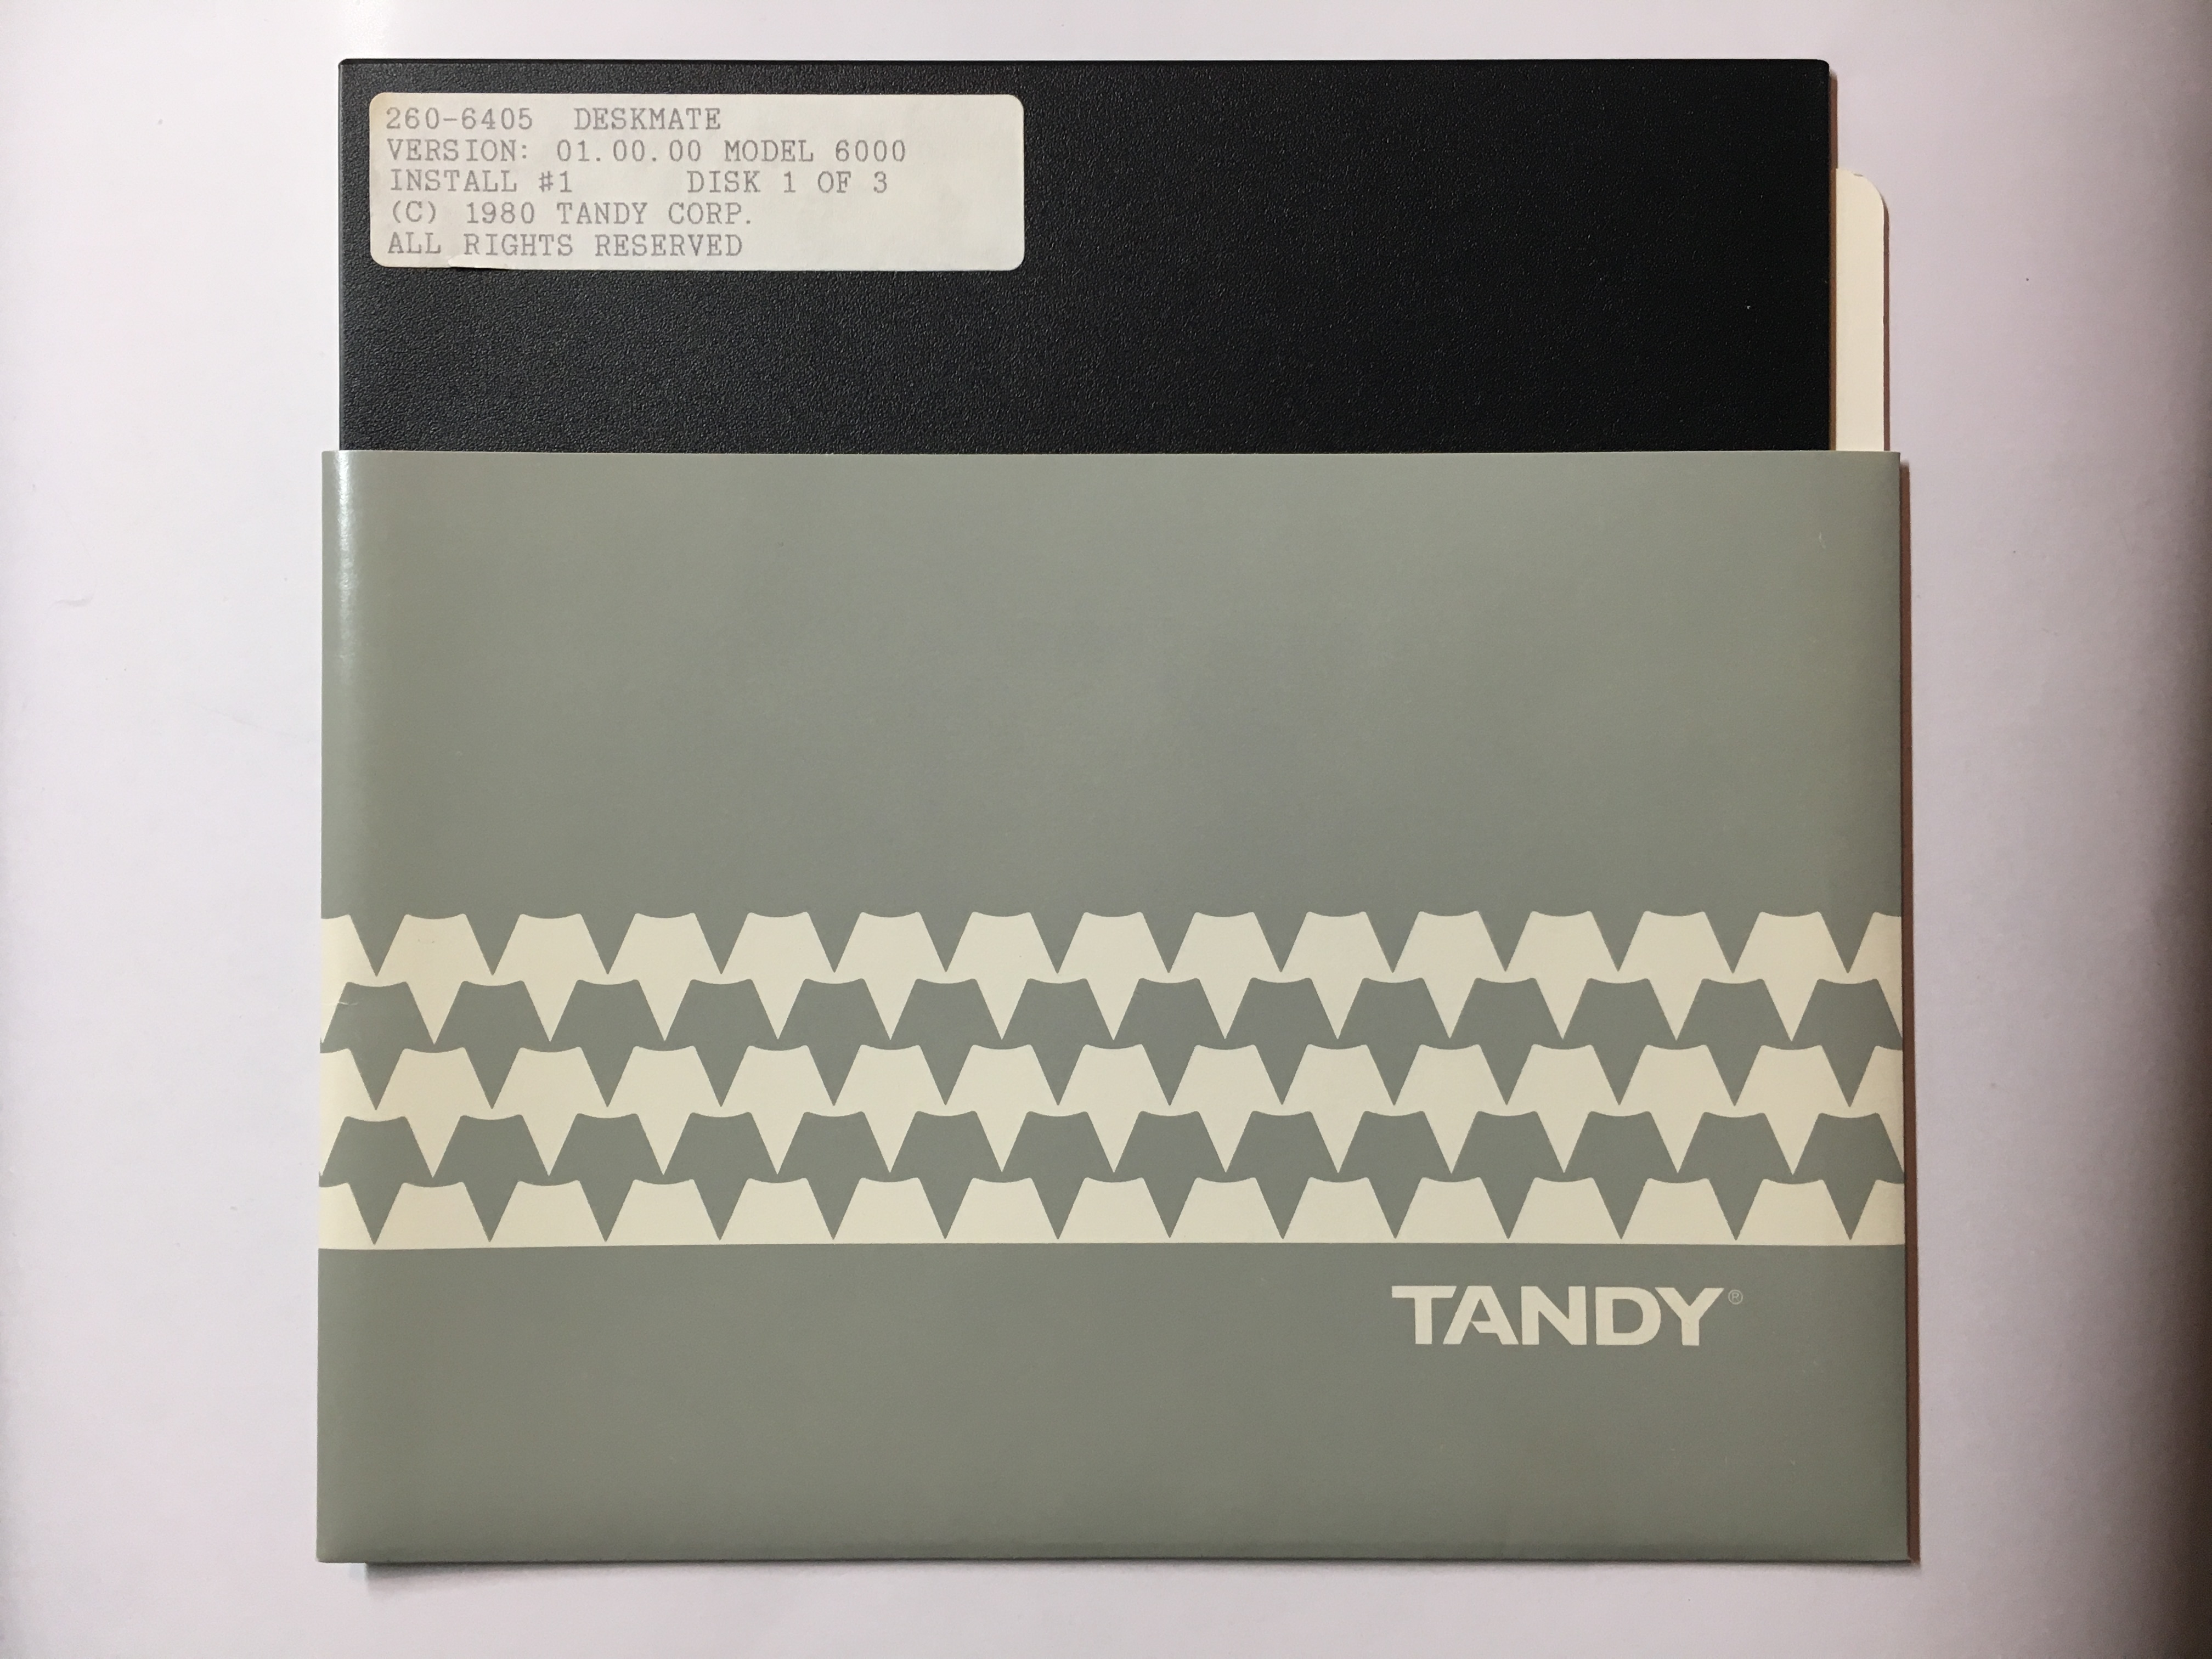 260-6405 DESKMATE
VERSION: 01.00.00 MODEL 6000
INSTALL #1 DISK 1 OF 3
(C) 1980 TANDY CORP.
ALL RIGHTS RESERVED
TANDY®